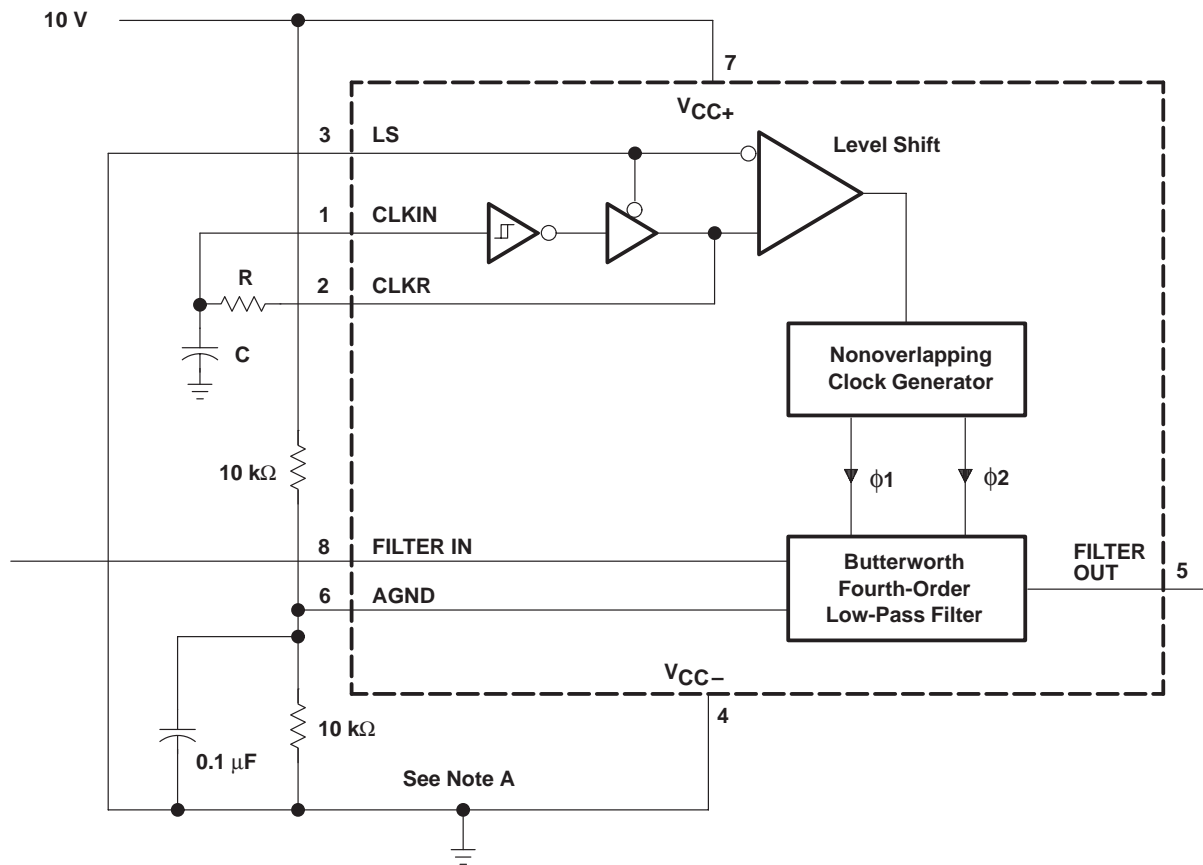 10 V
7
VCC+
3 LS
Level Shift
1 CLKIN
R
2 CLKR
C
Nonoverlapping
Clock Generator
10 kΩ
ϕ1
ϕ2
8 FILTER IN
Butterworth
Fourth-Order
Low-Pass Filter
FILTER
OUT
5
6 AGND
VCC–
4
10 kΩ
0.1 μF
See Note A